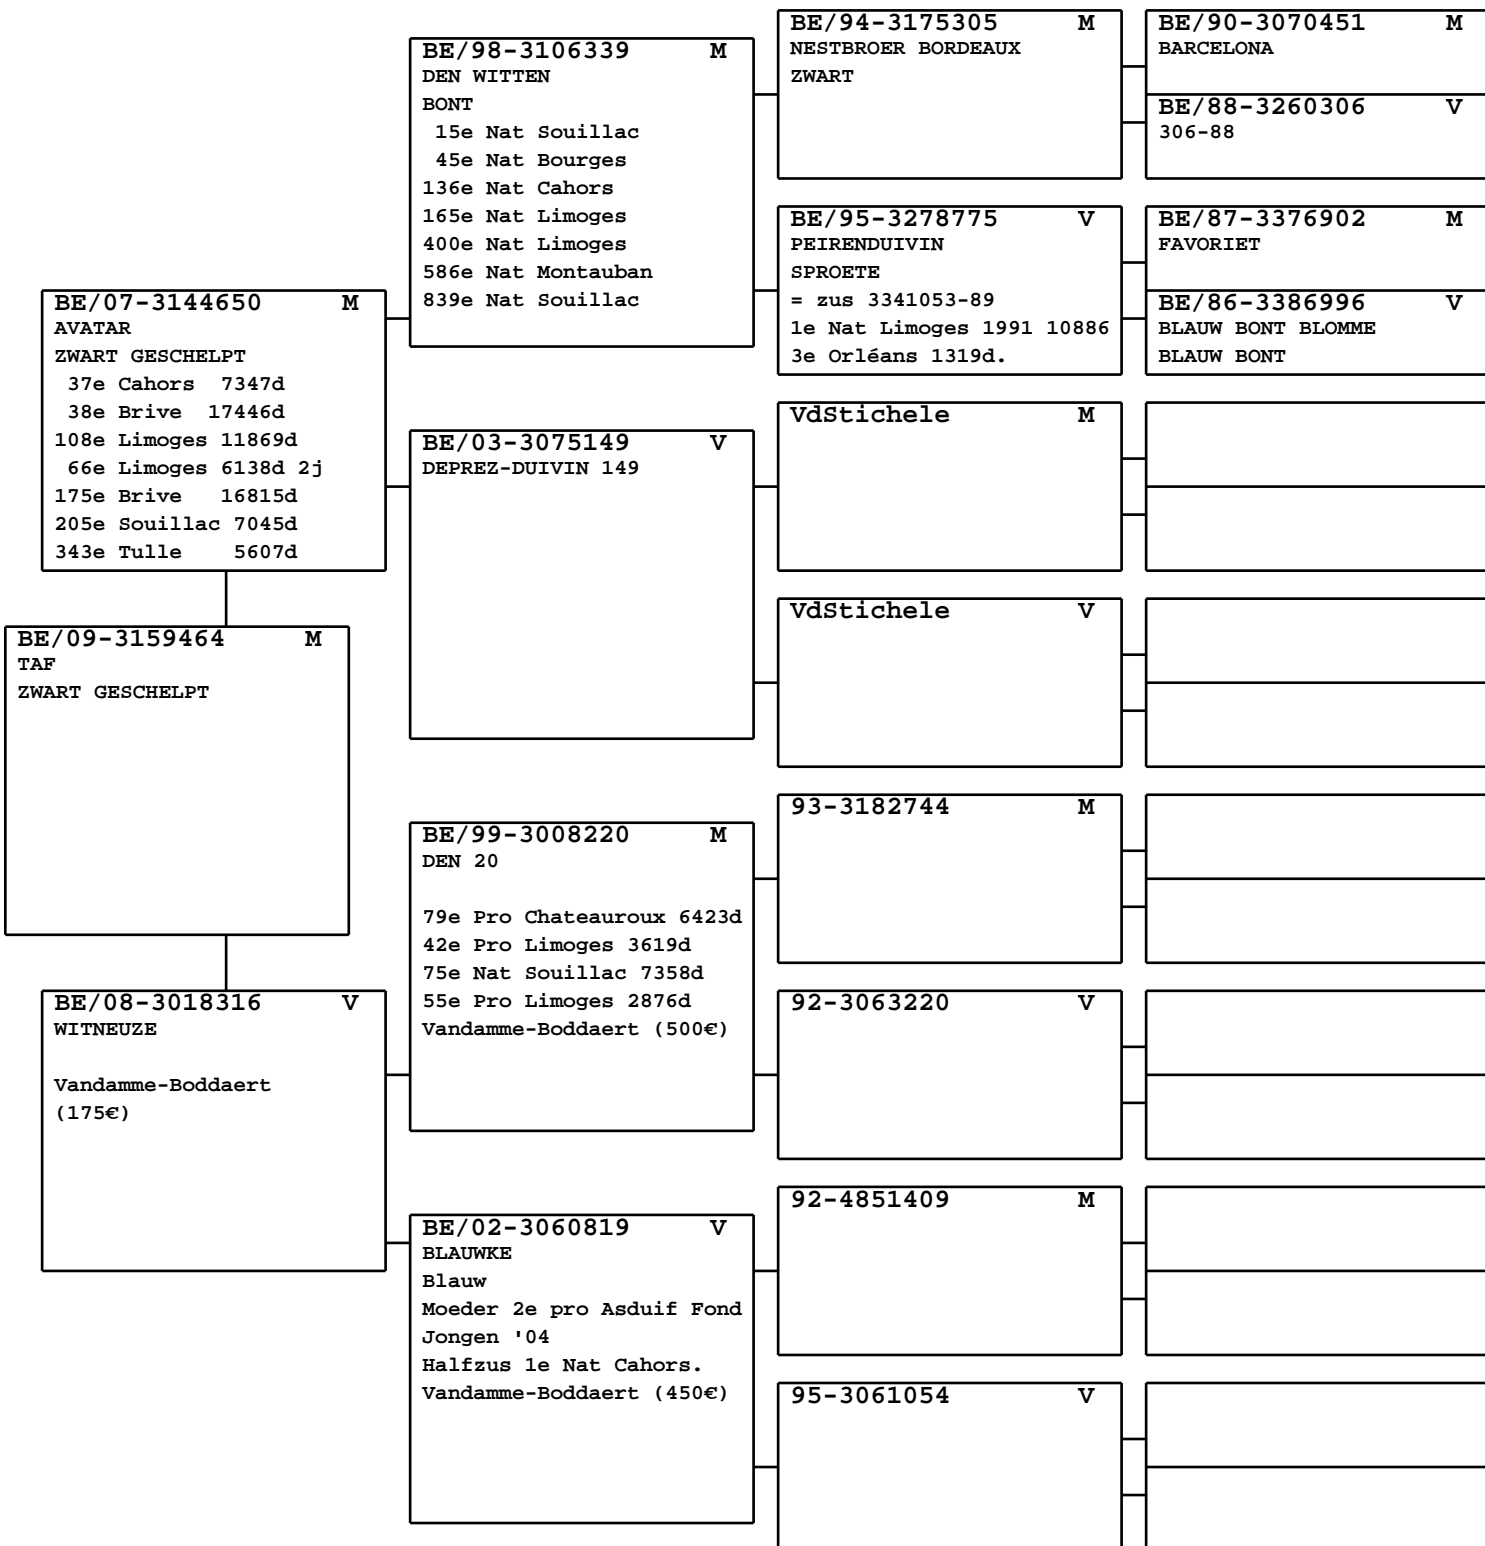 BE/09-3159464 M
TAF
ZWART GESCHELPT
BE/07-3144650 M
AVATAR
ZWART GESCHELPT
37e Cahors 7347d
38e Brive 17446d
108e Limoges 11869d
66e Limoges 6138d 2j
175e Brive 16815d
205e Souillac 7045d
343e Tulle 5607d
BE/08-3018316 V
WITNEUZE
Vandamme-Boddaert
(175€)
BE/98-3106339 M
DEN WITTEN
BONT
15e Nat Souillac
45e Nat Bourges
136e Nat Cahors
165e Nat Limoges
400e Nat Limoges
586e Nat Montauban
839e Nat Souillac
BE/03-3075149 V
DEPREZ-DUIVIN 149
BE/99-3008220 M
DEN 20
79e Pro Chateauroux 6423d
42e Pro Limoges 3619d
75e Nat Souillac 7358d
55e Pro Limoges 2876d
Vandamme-Boddaert (500€)
BE/02-3060819 V
BLAUWKE
Blauw
Moeder 2e pro Asduif Fond
Jongen '04
Halfzus 1e Nat Cahors.
Vandamme-Boddaert (450€)
BE/94-3175305 M
NESTBROER BORDEAUX
ZWART
BE/95-3278775 V
PEIRENDUIVIN
SPROETE
= zus 3341053-89
1e Nat Limoges 1991 10886
3e Orléans 1319d.
VdStichele M
VdStichele V
93-3182744 M
92-3063220 V
92-4851409 M
95-3061054 V
BE/90-3070451 M
BARCELONA
BE/88-3260306 V
306-88
BE/87-3376902 M
FAVORIET
BE/86-3386996 V
BLAUW BONT BLOMME
BLAUW BONT